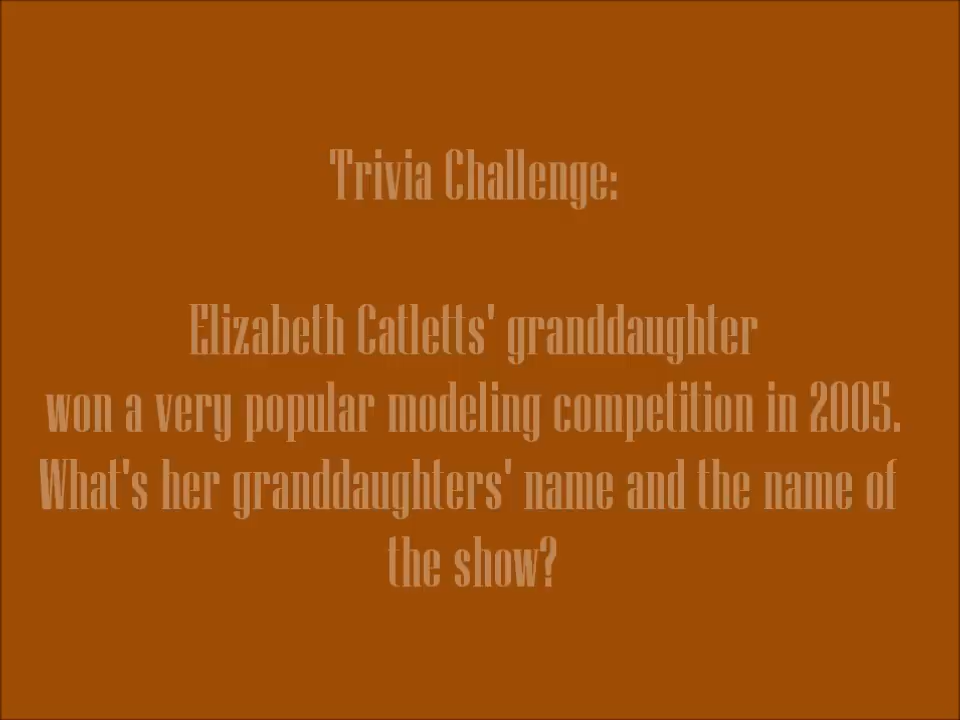 Trivia Challenge:
Elizabeth Catletts' granddaughter
won a very popular modeling competition in 2005.
What's her granddaughters' name and the name of
the show?